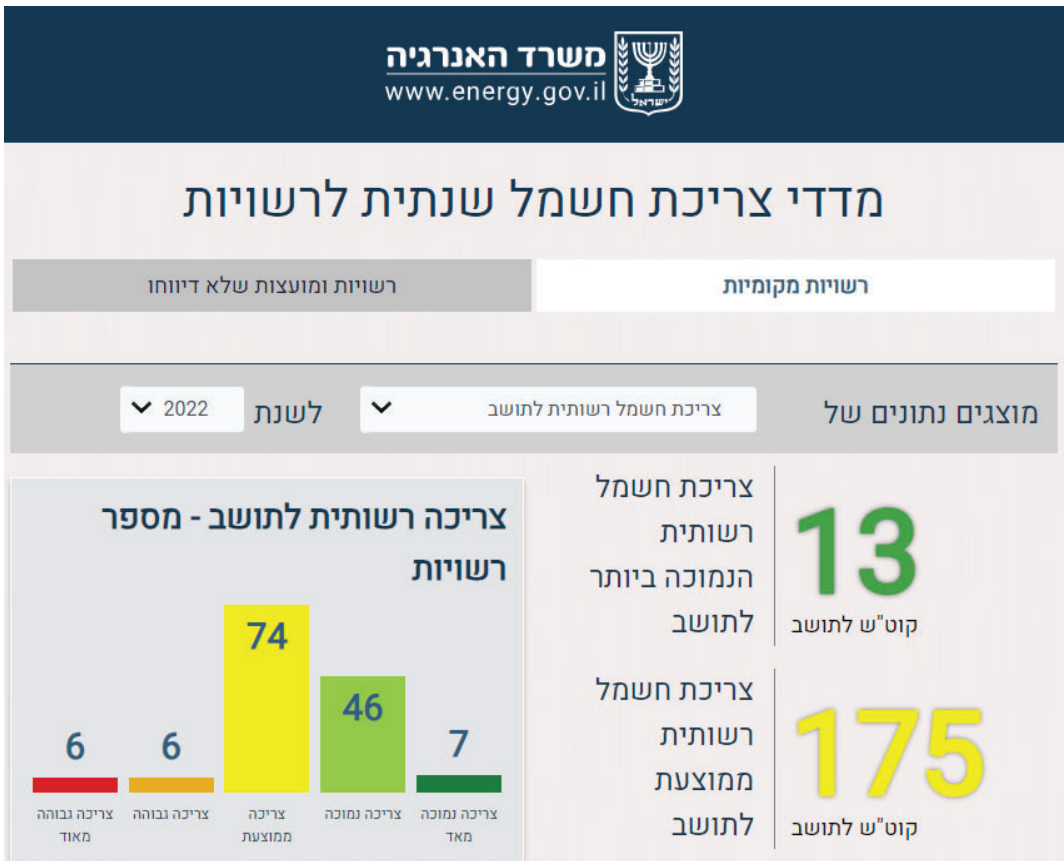 משרד האנרגיה
www.energy.gov.il
ישראל
מדדי צריכת חשמל שנתית לרשויות
רשויות מקומיות
רשויות ומועצות שלא דיווחו
מוצגים נתונים של
צריכת חשמל רשותית לתושב
לשנת
2022
13
קוט"ש לתושב
צריכת חשמל
רשותית
הנמוכה ביותר
לתושב
175
קוט"ש לתושב
צריכת חשמל
רשותית
ממוצעת
לתושב
צריכה רשותית לתושב - מספר
רשויות
7
46
74
6
6
צריכה נמוכה
מאד
צריכה נמוכה
צריכה
ממוצעת
צריכה גבוהה
צריכה גבוהה
מאוד